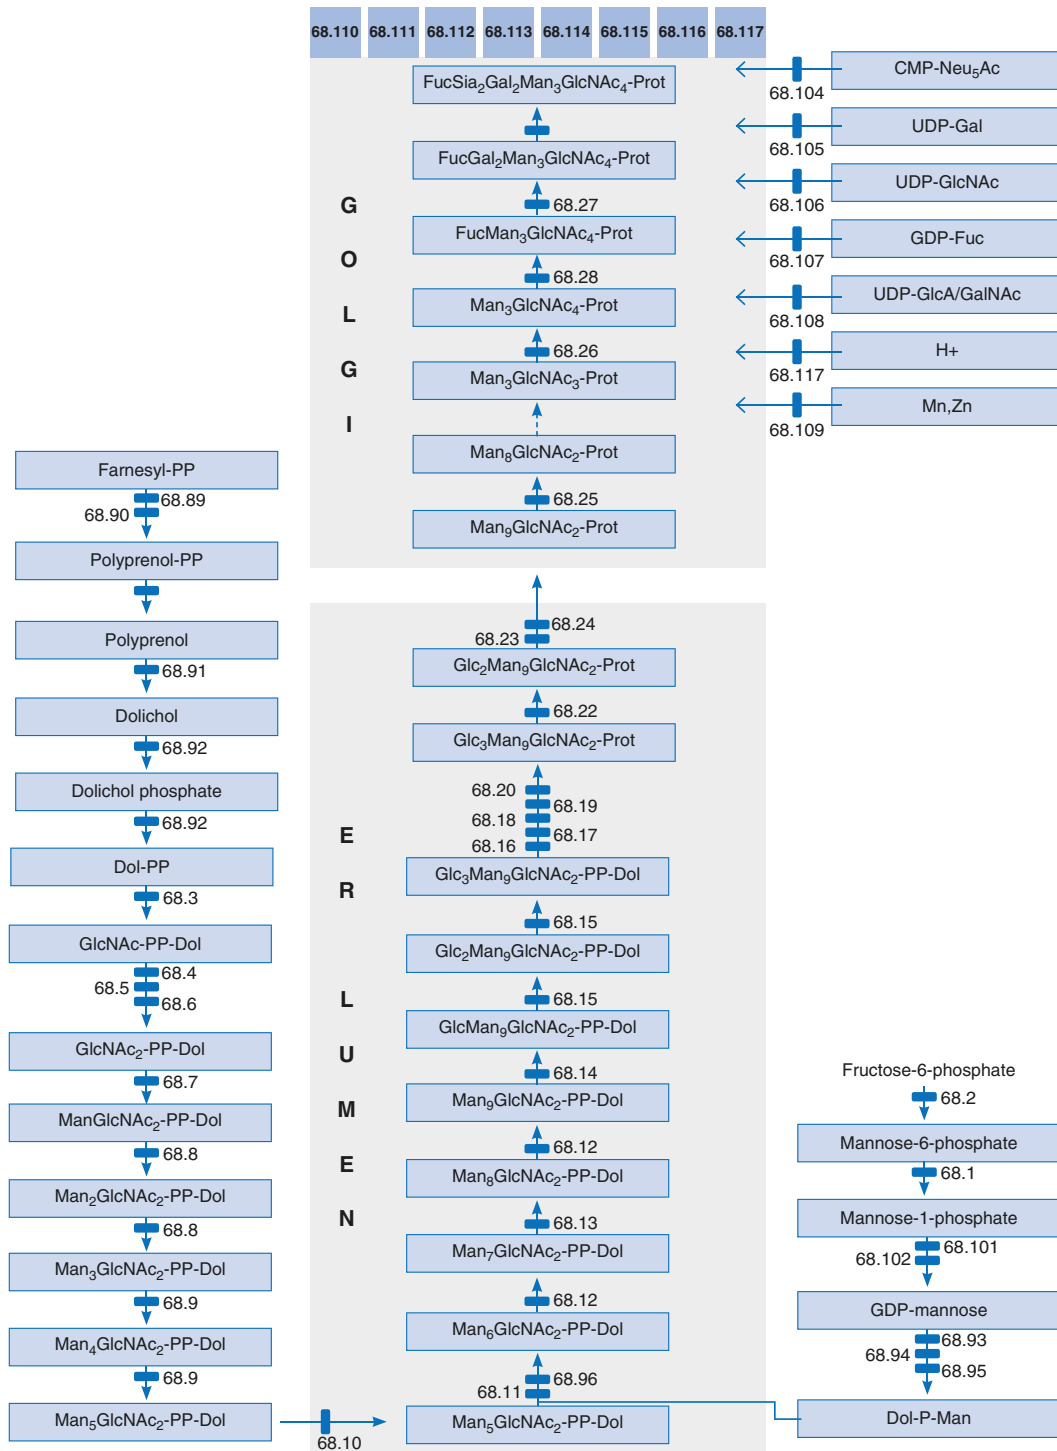 68.110 68.111 68.112 68.113 68.114 68.115 68.116 68.117
FucSia₂Gal₂Man₃GlcNAc₄-Prot
FucGal₂Man₃GlcNAc₄-Prot
68.27
FucMan₃GlcNAc₄-Prot
68.28
Man₃GlcNAc₄-Prot
68.26
Man₃GlcNAc₃-Prot
Man₈GlcNAc₂-Prot
68.25
Man₉GlcNAc₂-Prot
G
O
L
G
I
CMP-Neu₅Ac
68.104
UDP-Gal
68.105
UDP-GlcNAc
68.106
GDP-Fuc
68.107
UDP-GlcA/GalNAc
68.108
H+
68.117
Mn,Zn
68.109
Farnesyl-PP
68.89
68.90
Polyprenol-PP
Polyprenol
68.91
Dolichol
68.92
Dolichol phosphate
68.92
Dol-PP
68.3
GlcNAc-PP-Dol
68.4
68.5
68.6
GlcNAc₂-PP-Dol
68.7
ManGlcNAc₂-PP-Dol
68.8
Man₂GlcNAc₂-PP-Dol
68.8
Man₃GlcNAc₂-PP-Dol
68.9
Man₄GlcNAc₂-PP-Dol
68.9
Man₅GlcNAc₂-PP-Dol
68.10
68.24
68.23
Glc₂Man₉GlcNAc₂-Prot
68.22
Glc₃Man₉GlcNAc₂-Prot
68.20
68.19
68.18
68.17
68.16
Glc₃Man₉GlcNAc₂-PP-Dol
68.15
Glc₂Man₉GlcNAc₂-PP-Dol
68.15
GlcMan₉GlcNAc₂-PP-Dol
68.14
Man₉GlcNAc₂-PP-Dol
68.12
Man₈GlcNAc₂-PP-Dol
68.13
Man₇GlcNAc₂-PP-Dol
68.12
Man₆GlcNAc₂-PP-Dol
68.96
68.11
Man₅GlcNAc₂-PP-Dol
E
R
L
U
M
E
N
Fructose-6-phosphate
68.2
Mannose-6-phosphate
68.1
Mannose-1-phosphate
68.101
68.102
GDP-mannose
68.93
68.94
68.95
Dol-P-Man